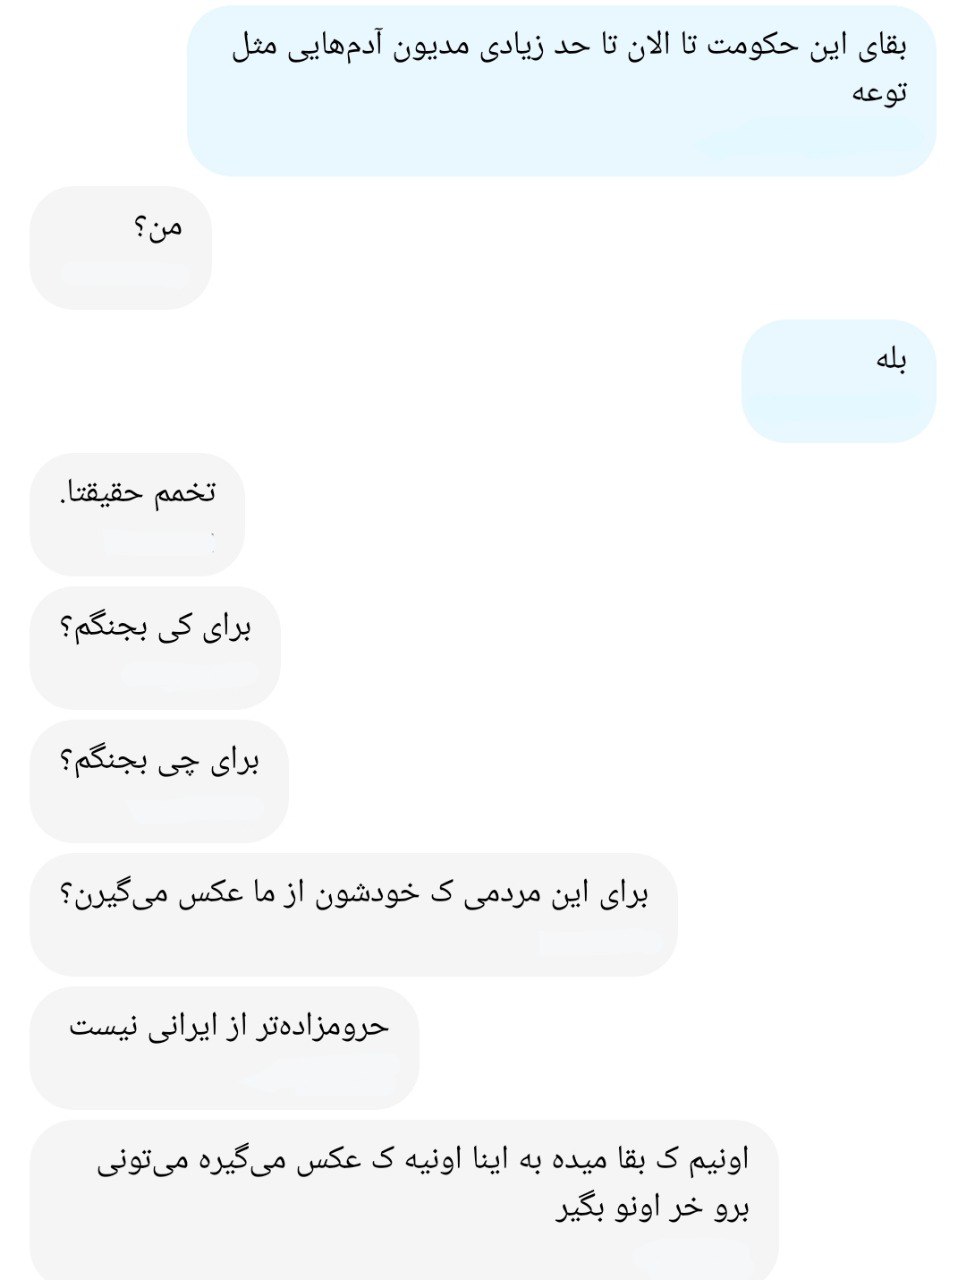 بقای این حکومت تا الان تا حد زیادی مدیون آدم‌هایی مثل
توعه
من؟
بله
تخمم حقیقتا.
برای کی بجنگم؟
برای چی بجنگم؟
برای این مردمی ک خودشون از ما عکس می‌گیرن؟
حرومزاده‌تر از ایرانی نیست
اونیم ک بقا میده به اینا اونیه ک عکس می‌گیره می‌تونی
برو خر اونو بگیر